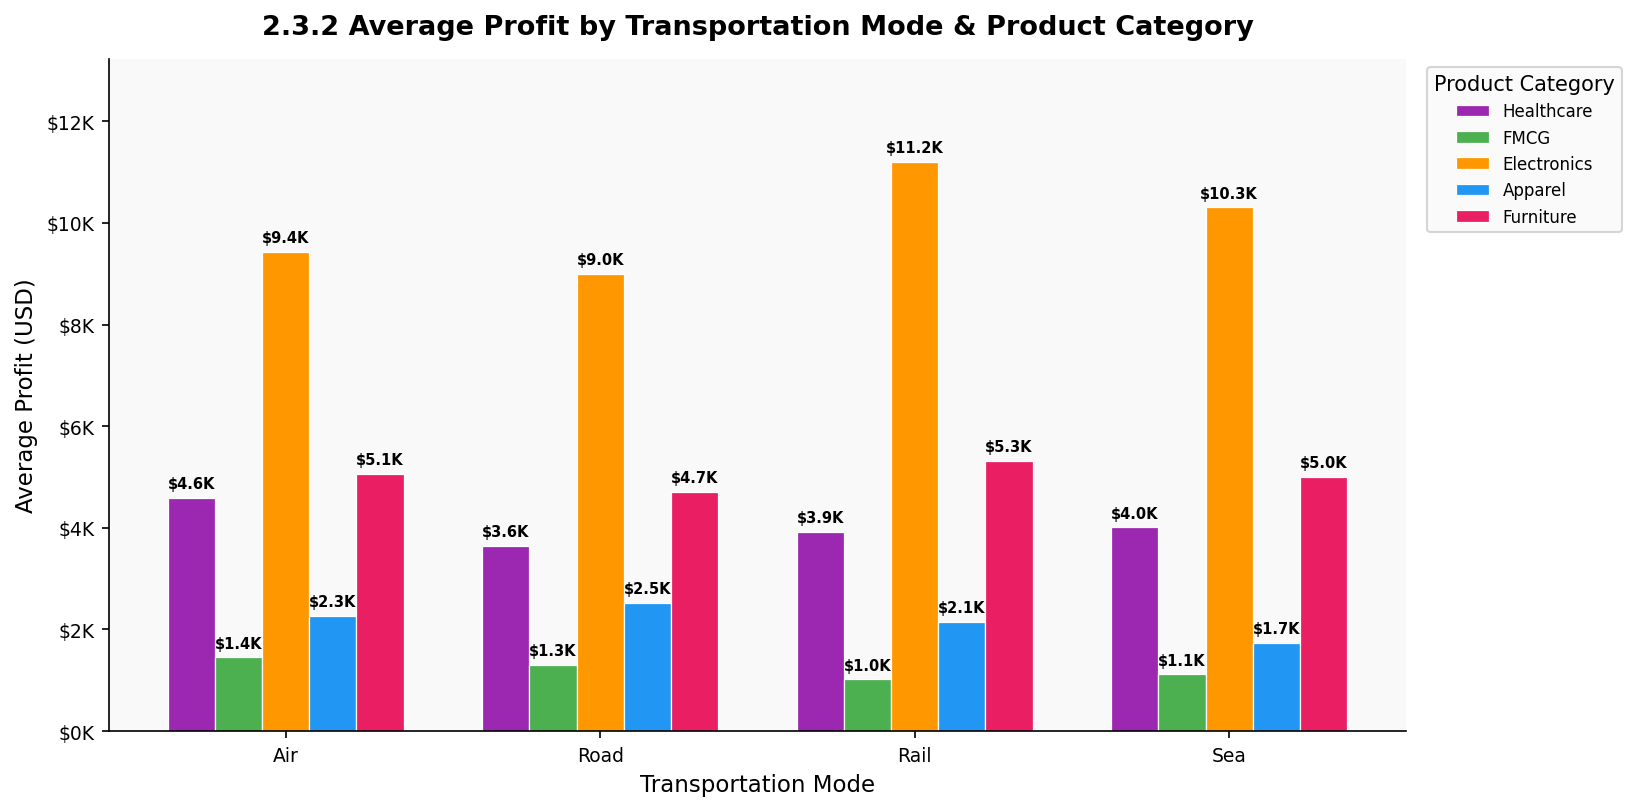 2.3.2 Average Profit by Transportation Mode & Product Category
Product Category
Healthcare
FMCG
Electronics
Apparel
Furniture
Average Profit (USD)
$12K
$10K
$8K
$6K
$4K
$2K
$0K
$4.6K
$1.4K
$9.4K
$2.3K
$5.1K
$3.6K
$1.3K
$9.0K
$2.5K
$4.7K
$3.9K
$1.0K
$11.2K
$2.1K
$5.3K
$4.0K
$1.1K
$10.3K
$1.7K
$5.0K
Air
Road
Rail
Sea
Transportation Mode